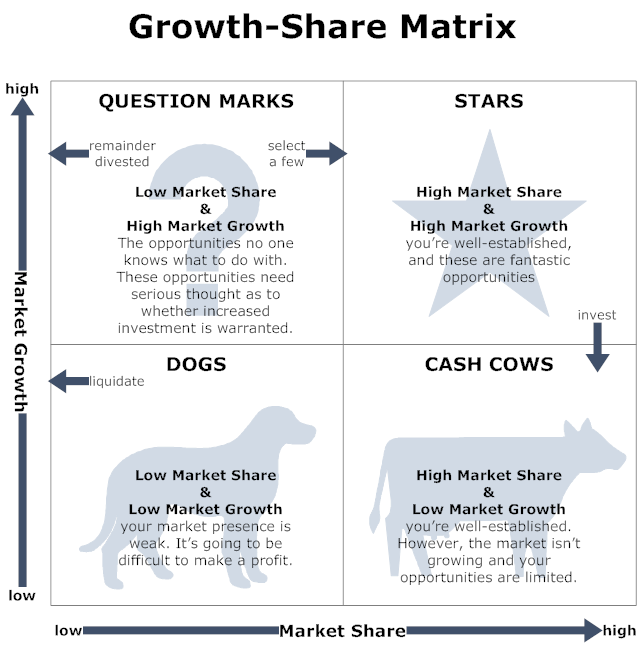 Growth-Share Matrix
high
QUESTION MARKS
remainder
divested
select
a few
Low Market Share
&
High Market Growth
The opportunities no one
knows what to do with.
These opportunities need
serious thought as to
whether increased
investment is warranted.
STARS
High Market Share
&
High Market Growth
you're well-established,
and these are fantastic
opportunities
invest
Market Growth
DOGS
liquidate
Low Market Share
&
Low Market Growth
your market presence is
weak. It's going to be
difficult to make a profit.
CASH COWS
High Market Share
&
Low Market Growth
you're well-established.
However, the market isn't
growing and your
opportunities are limited.
low
low
Market Share
high